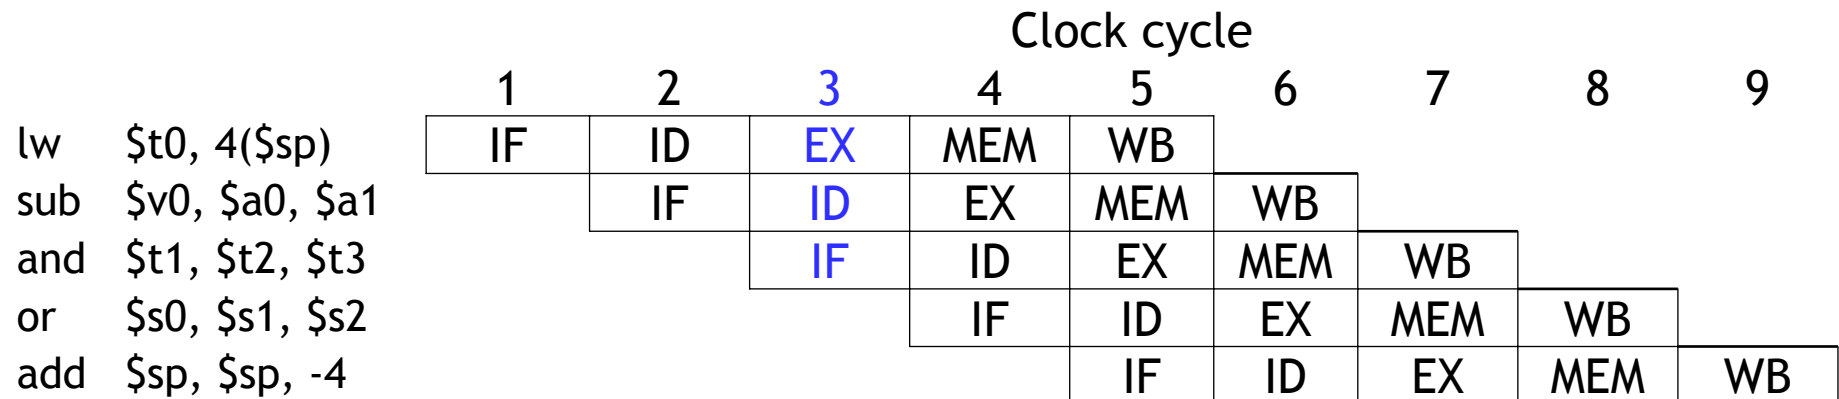 Clock cycle
1 2 3 4 5 6 7 8 9
lw $t0, 4($sp) IF ID EX MEM WB
sub $v0, $a0, $a1 IF ID EX MEM WB
and $t1, $t2, $t3 IF ID EX MEM WB
or $s0, $s1, $s2 IF ID EX MEM WB
add $sp, $sp, -4 IF ID EX MEM WB